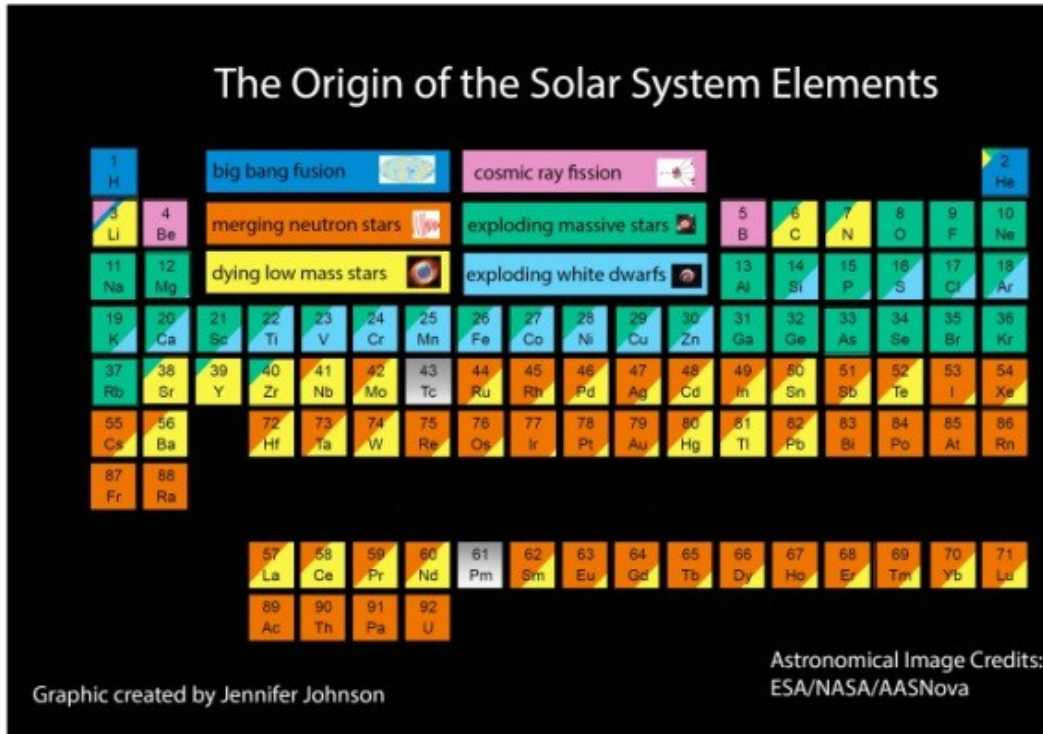 The Origin of the Solar System Elements
1
H
big bang fusion
cosmic ray fission
2
He
3
Li
4
Be
merging neutron stars
exploding massive stars
5
B
6
C
7
N
8
O
9
F
10
Ne
11
Na
12
Mg
dying low mass stars
exploding white dwarfs
13
Al
14
Si
15
P
16
S
17
Cl
18
Ar
19
K
20
Ca
21
Sc
22
Ti
23
V
24
Cr
25
Mn
26
Fe
27
Co
28
Ni
29
Cu
30
Zn
31
Ga
32
Ge
33
As
34
Se
35
Br
36
Kr
37
Rb
38
Sr
39
Y
40
Zr
41
Nb
42
Mo
43
Tc
44
Ru
45
Rh
46
Pd
47
Ag
48
Cd
49
In
50
Sn
51
Sb
52
Te
53
I
54
Xe
55
Cs
56
Ba
72
Hf
73
Ta
74
W
75
Re
76
Os
77
Ir
78
Pt
79
Au
80
Hg
81
Tl
82
Pb
83
Bi
84
Po
85
At
86
Rn
87
Fr
88
Ra
57
La
58
Ce
59
Pr
60
Nd
61
Pm
62
Sm
63
Eu
64
Gd
65
Tb
66
Dy
67
Ho
68
Er
69
Tm
70
Yb
71
Lu
89
Ac
90
Th
91
Pa
92
U
Graphic created by Jennifer Johnson
Astronomical Image Credits:
ESA/NASA/AASNova